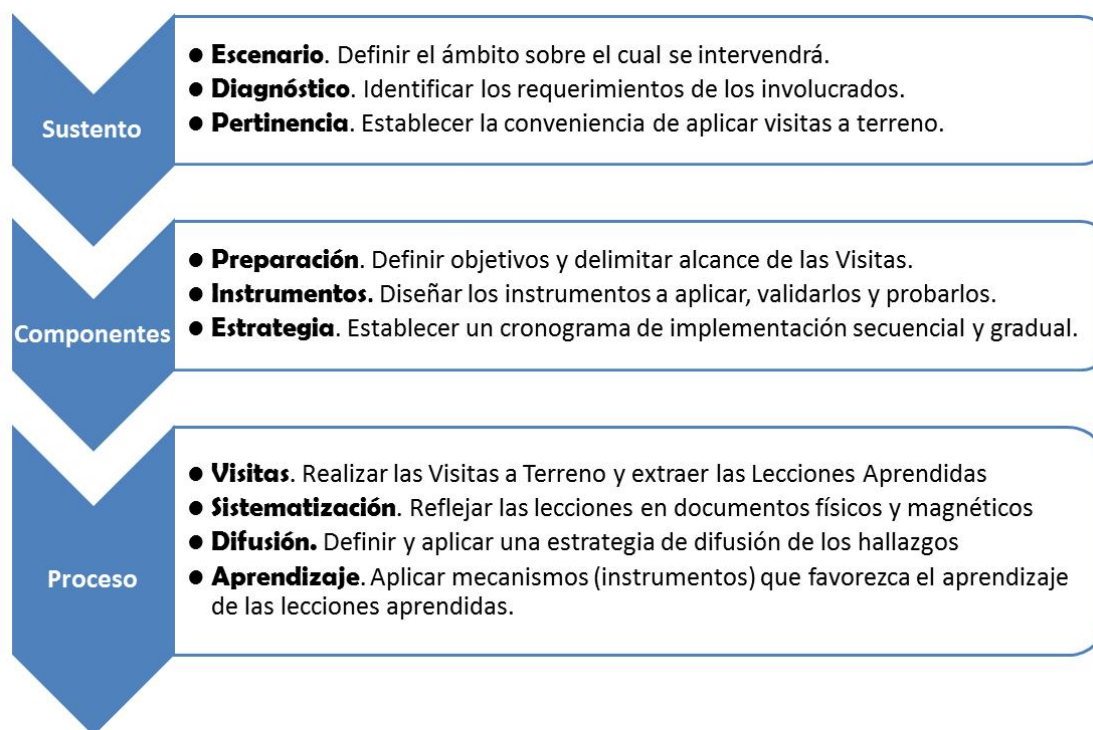 Sustento
● Escenario. Definir el ámbito sobre el cual se intervendrá.
● Diagnóstico. Identificar los requerimientos de los involucrados.
● Pertinencia. Establecer la conveniencia de aplicar visitas a terreno.
Componentes
● Preparación. Definir objetivos y delimitar alcance de las Visitas.
● Instrumentos. Diseñar los instrumentos a aplicar, validarlos y probarlos.
● Estrategia. Establecer un cronograma de implementación secuencial y gradual.
Proceso
● Visitas. Realizar las Visitas a Terreno y extraer las Lecciones Aprendidas
● Sistematización. Reflejar las lecciones en documentos físicos y magnéticos
● Difusión. Definir y aplicar una estrategia de difusión de los hallazgos
● Aprendizaje. Aplicar mecanismos (instrumentos) que favorezca el aprendizaje
de las lecciones aprendidas.